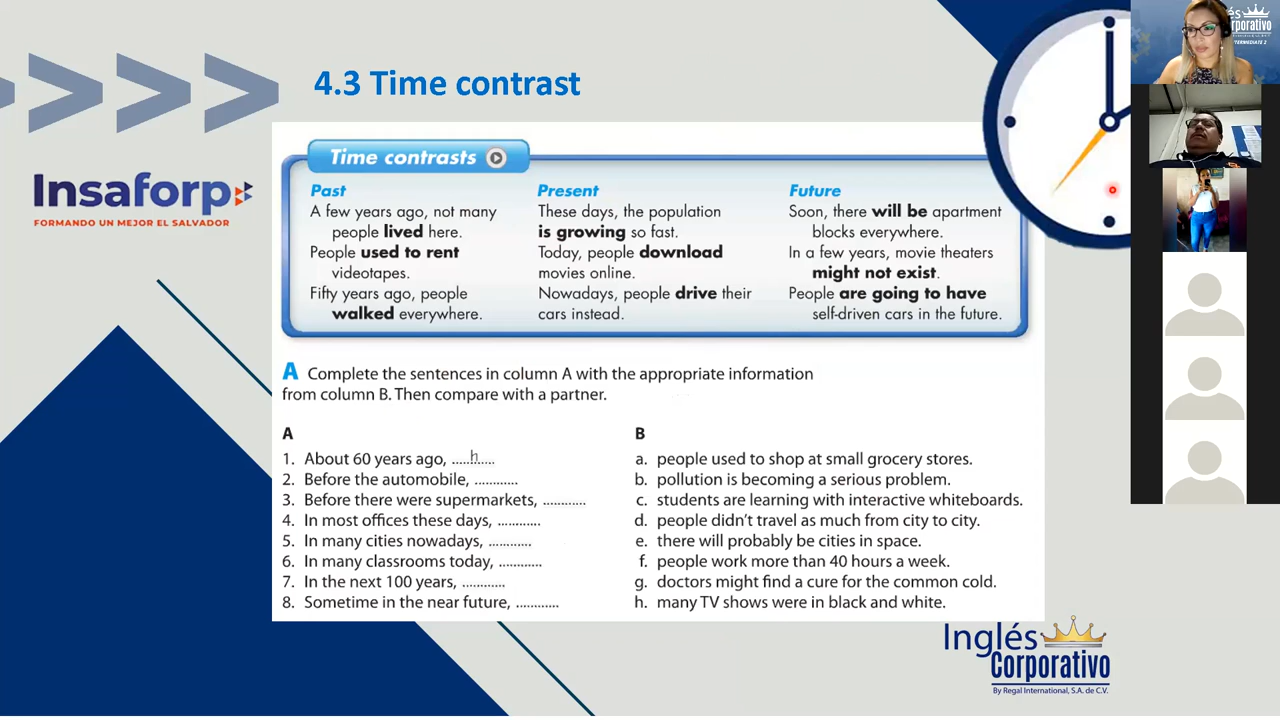 4.3 Time contrast
Insaforp
FORMANDO UN MEJOR EL SALVADOR
Time contrasts
Past
A few years ago, not many
people lived here.
People used to rent
videotapes.
Fifty years ago, people
walked everywhere.
Present
These days, the population
is growing so fast.
Today, people download
movies online.
Nowadays, people drive their
cars instead.
Future
Soon, there will be apartment
blocks everywhere.
In a few years, movie theaters
might not exist.
People are going to have
self-driven cars in the future.
A Complete the sentences in column A with the appropriate information
from column B. Then compare with a partner.
A
1. About 60 years ago, .....h......
2. Before the automobile, ............
3. Before there were supermarkets, ............
4. In most offices these days, ............
5. In many cities nowadays, ............
6. In many classrooms today, ............
7. In the next 100 years, ............
8. Sometime in the near future, ............
B
a. people used to shop at small grocery stores.
b. pollution is becoming a serious problem.
c. students are learning with interactive whiteboards.
d. people didn't travel as much from city to city.
e. there will probably be cities in space.
f. people work more than 40 hours a week.
g. doctors might find a cure for the common cold.
h. many TV shows were in black and white.
Inglés
Corporativo
By Regal International, S.A. de C.V.